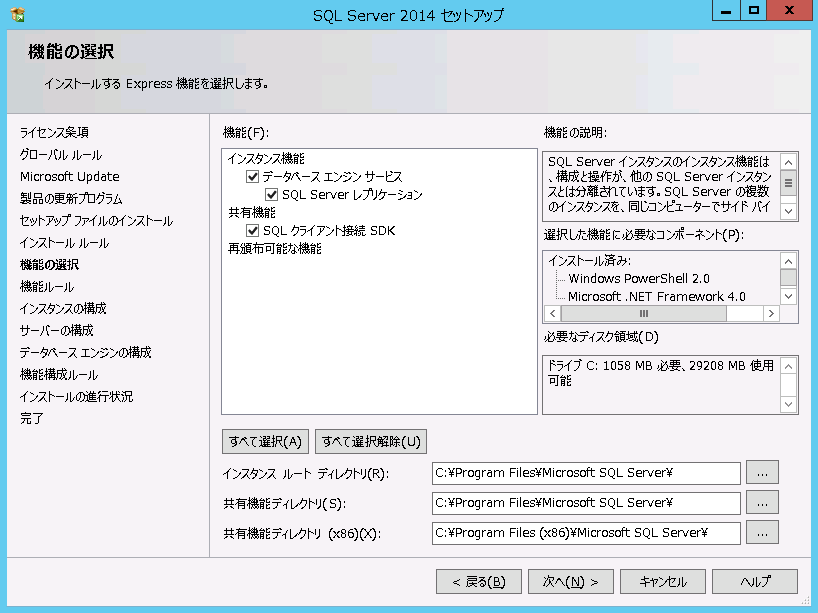 SQL Server 2014 セットアップ
機能の選択
インストールする Express 機能を選択します。
ライセンス条項
グローバル ルール
Microsoft Update
製品の更新プログラム
セットアップ ファイルのインストール
インストール ルール
機能の選択
機能ルール
インスタンスの構成
サーバーの構成
データベース エンジンの構成
機能構成ルール
インストールの進行状況
完了
機能(F):
インスタンス機能
データベース エンジン サービス
SQL Server レプリケーション
共有機能
SQL クライアント接続 SDK
再頒布可能な機能
機能の説明:
SQL Server インスタンスのインスタンス機能は
、構成と操作が、他の SQL Server インスタン
スとは分離されています。SQL Server の複数
のインスタンスを、同じコンピューターでサイド バイ
選択した機能に必要なコンポーネント(P):
インストール済み:
Windows PowerShell 2.0
Microsoft .NET Framework 4.0
必要なディスク領域(D)
ドライブ C: 1058 MB 必要、29208 MB 使用
可能
すべて選択(A) すべて選択解除(U)
インスタンス ルート ディレクトリ(R): C:¥Program Files¥Microsoft SQL Server¥ ...
共有機能ディレクトリ(S): C:¥Program Files¥Microsoft SQL Server¥ ...
共有機能ディレクトリ (x86)(X): C:¥Program Files (x86)¥Microsoft SQL Server¥ ...
< 戻る(B) 次へ(N) > キャンセル ヘルプ